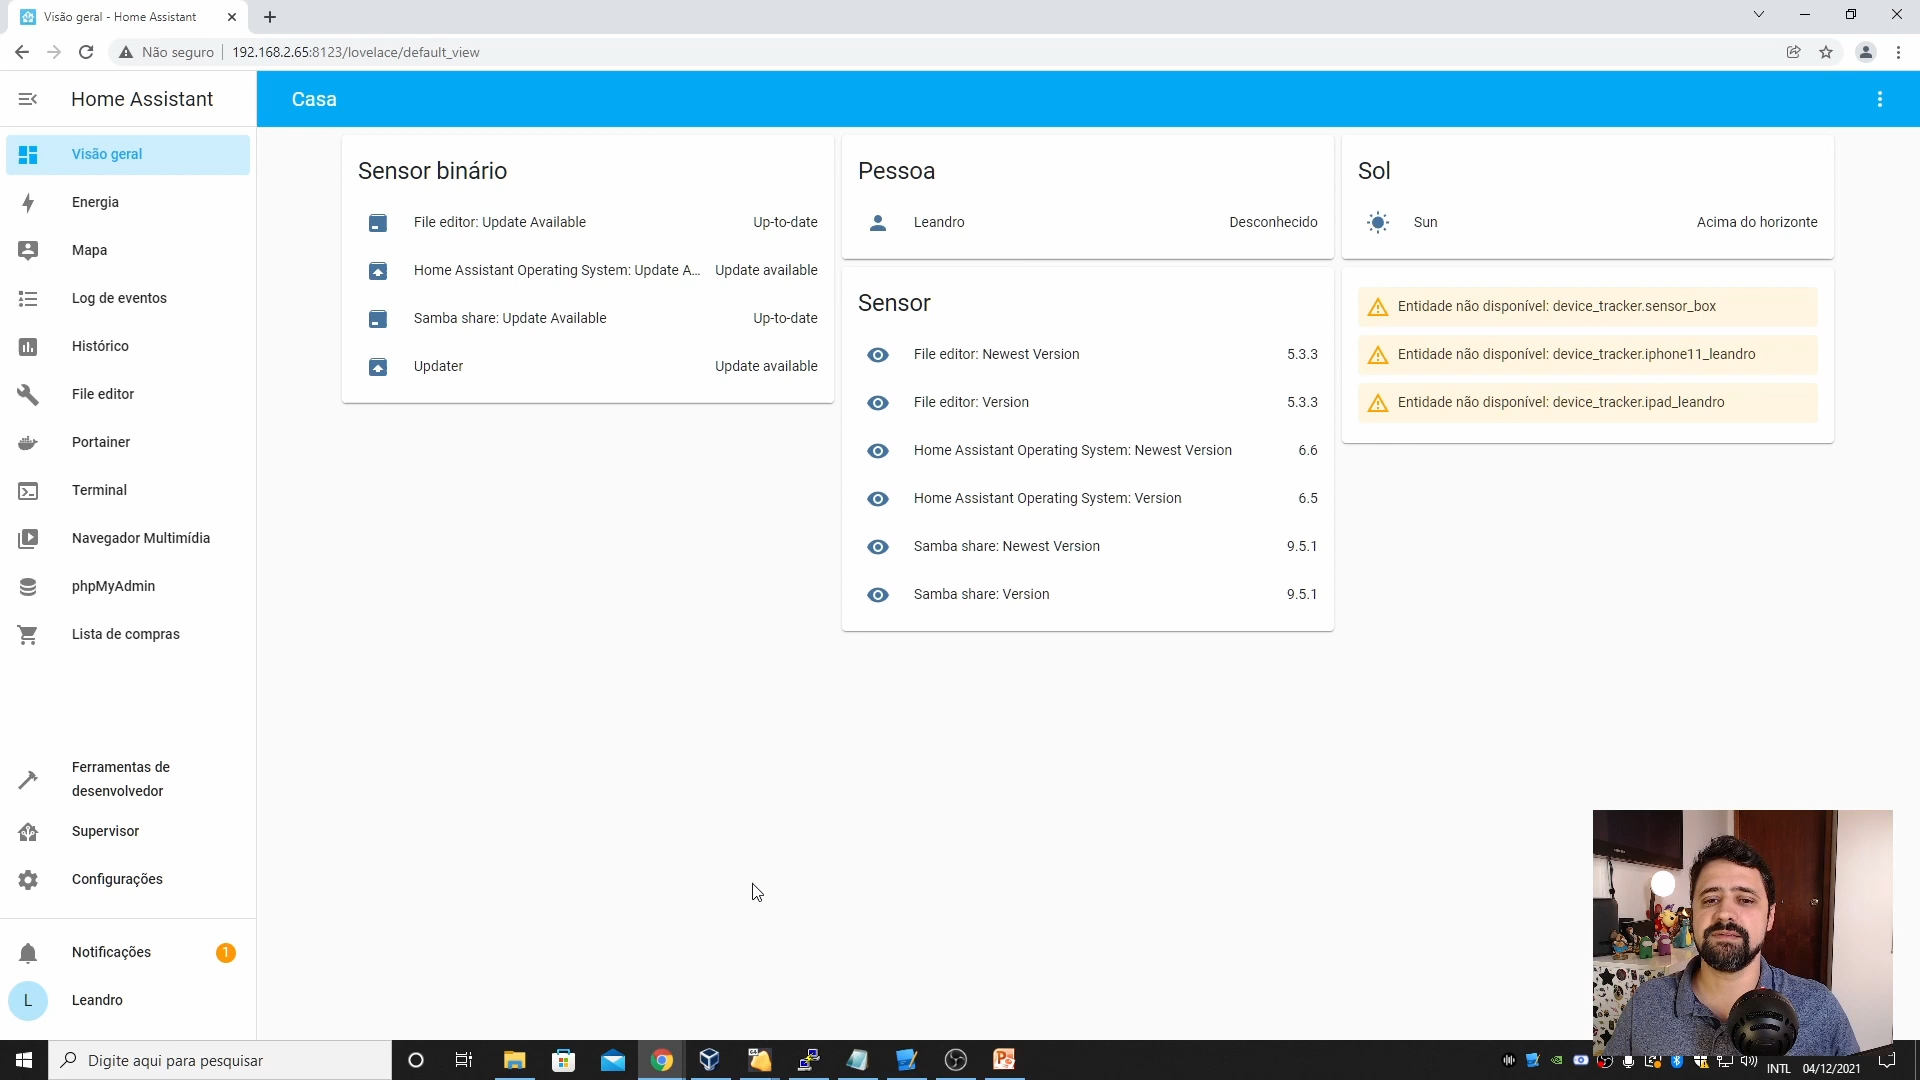 Visão geral - Home Assistant
Não seguro
192.168.2.65:8123/lovelace/default_view
Home Assistant
Casa
Visão geral
Energia
Mapa
Log de eventos
Histórico
File editor
Portainer
Terminal
Navegador Multimídia
phpMyAdmin
Lista de compras
Ferramentas de
desenvolvedor
Supervisor
Configurações
Notificações 1
L Leandro
Sensor binário
File editor: Update Available Up-to-date
Home Assistant Operating System: Update A... Update available
Samba share: Update Available Up-to-date
Updater Update available
Pessoa
Leandro Desconhecido
Sensor
File editor: Newest Version 5.3.3
File editor: Version 5.3.3
Home Assistant Operating System: Newest Version 6.6
Home Assistant Operating System: Version 6.5
Samba share: Newest Version 9.5.1
Samba share: Version 9.5.1
Sol
Sun Acima do horizonte
Entidade não disponível: device_tracker.sensor_box
Entidade não disponível: device_tracker.iphone11_leandro
Entidade não disponível: device_tracker.ipad_leandro
Digite aqui para pesquisar
INTL 04/12/2021